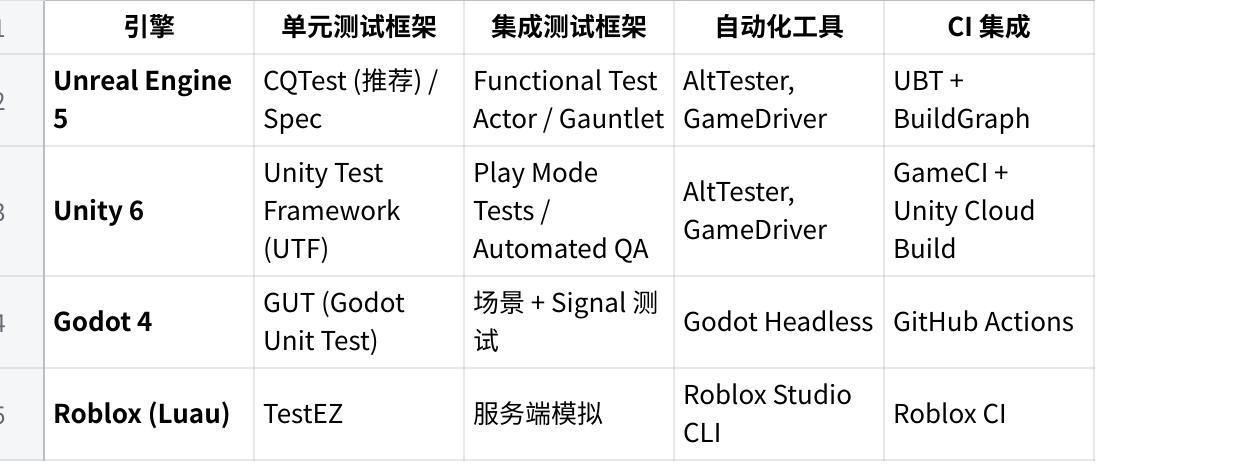 引擎 单元测试框架 集成测试框架 自动化工具 CI 集成
Unreal Engine 5 CQTest (推荐) / Spec Functional Test Actor / Gauntlet AltTester, GameDriver UBT + BuildGraph
Unity 6 Unity Test Framework (UTF) Play Mode Tests / Automated QA AltTester, GameDriver GameCI + Unity Cloud Build
Godot 4 GUT (Godot Unit Test) 场景 + Signal 测试 Godot Headless GitHub Actions
Roblox (Luau) TestEZ 服务端模拟 Roblox Studio CLI Roblox CI